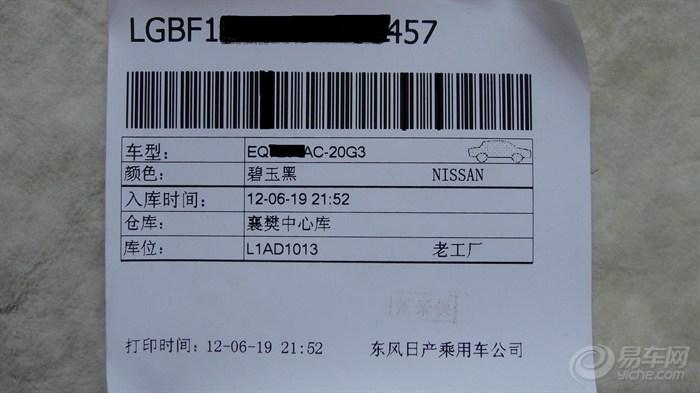 LGBF1 457
车型: EQ AC-20G3
颜色: 碧玉黑 NISSAN
入库时间: 12-06-19 21:52
仓库: 襄樊中心库
库位: L1AD1013 老工厂
打印时间: 12-06-19 21:52 东风日产乘用车公司
易车网
yiche.com